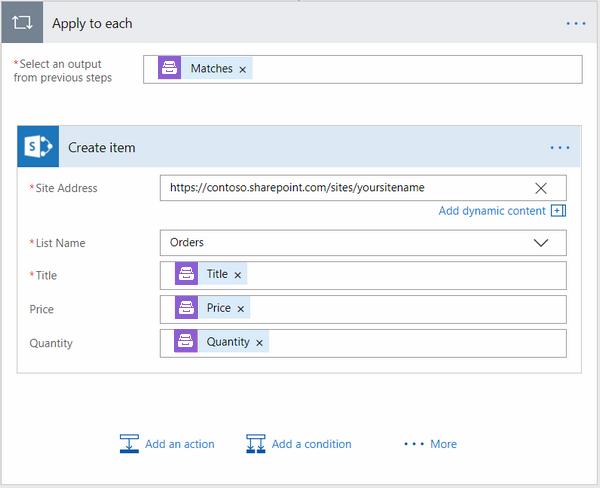 Apply to each
*Select an output
from previous steps
Matches ×
Create item
*Site Address
https://contoso.sharepoint.com/sites/yoursitename
Add dynamic content
*List Name
Orders
*Title
Title ×
Price
Price ×
Quantity
Quantity ×
Add an action
Add a condition
More